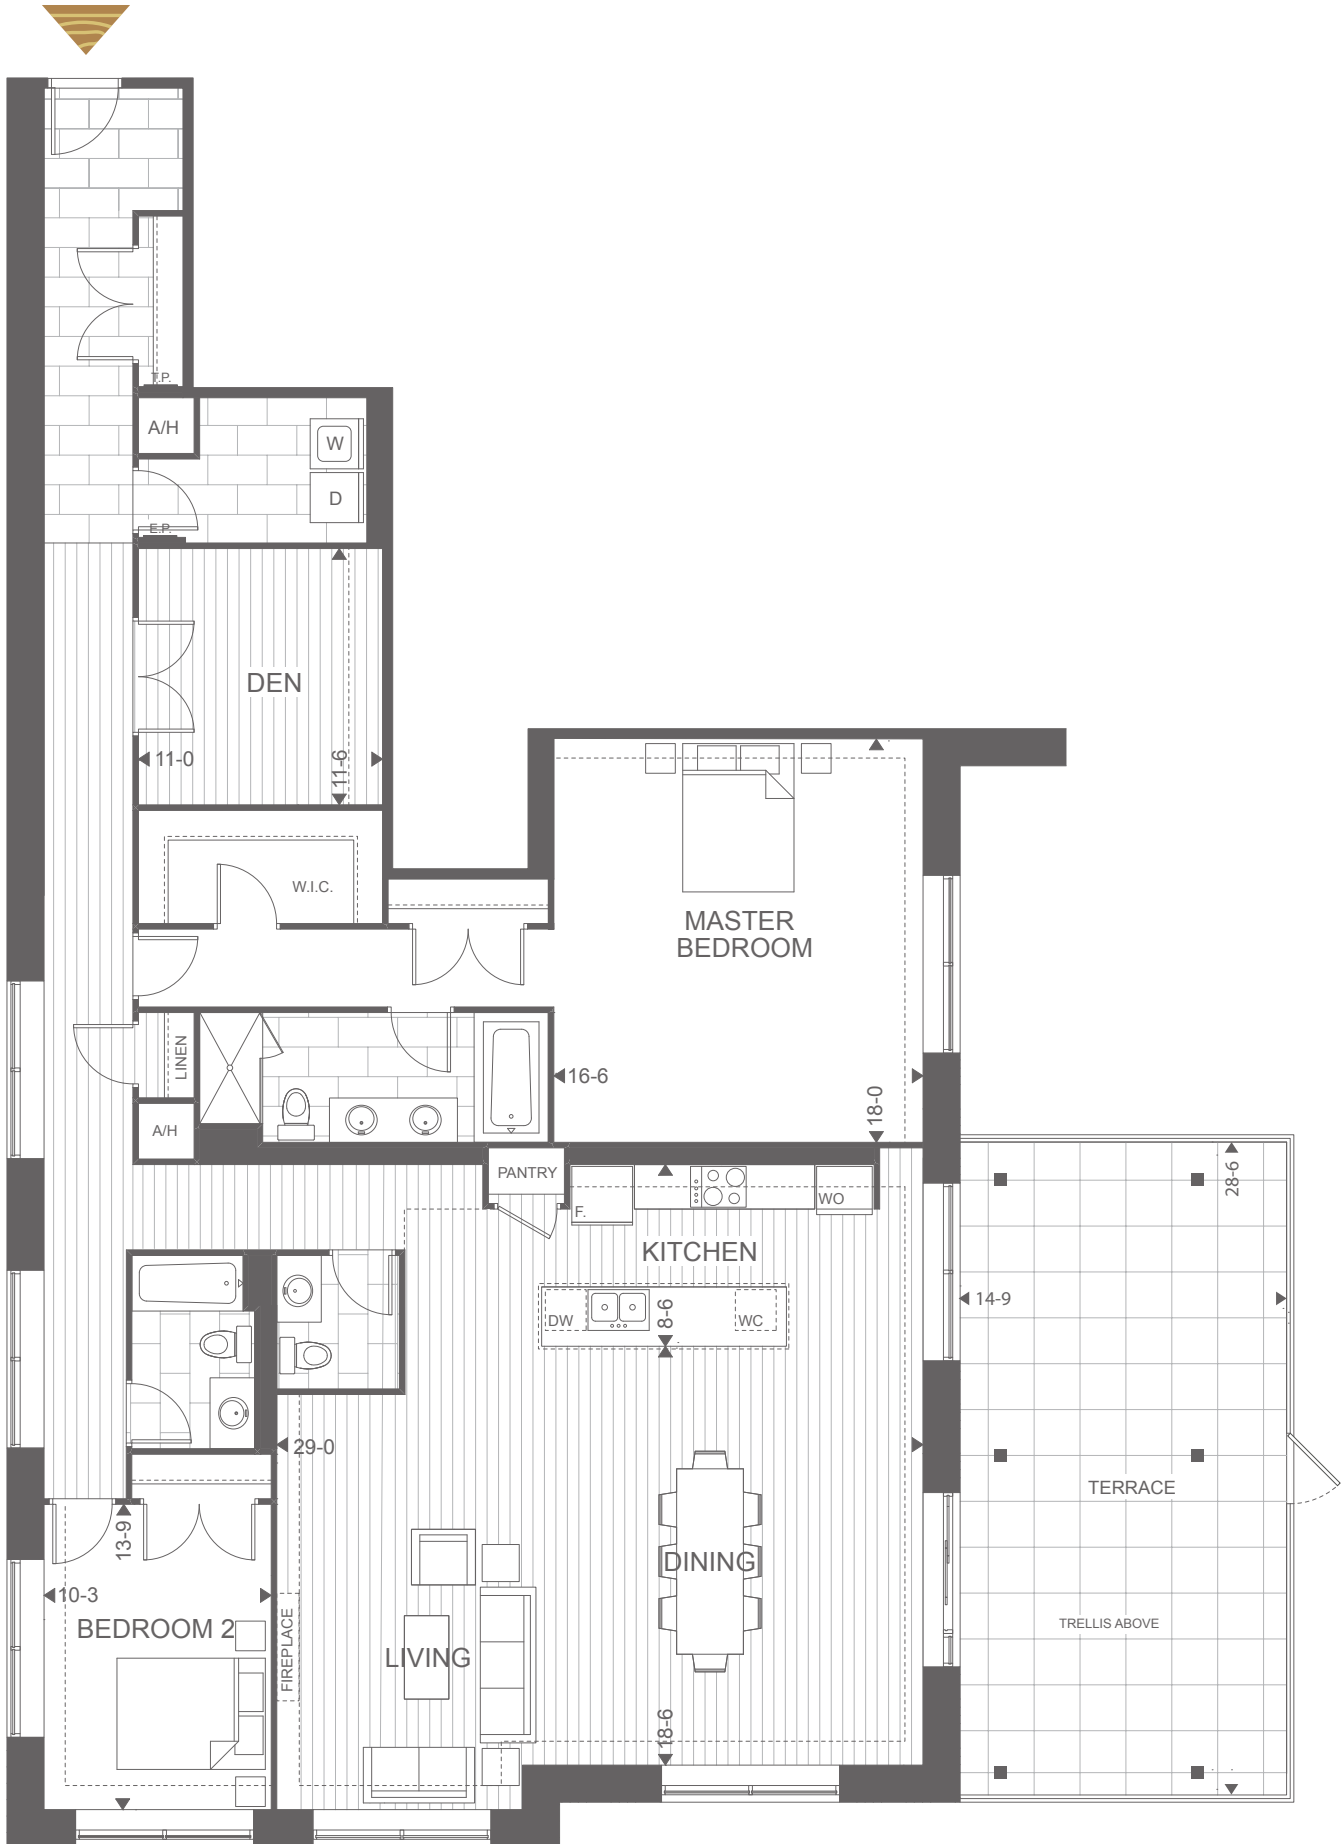 T.P.
A/H
W
D
E.P.
DEN
11-0
11-6
W.I.C.
MASTER
BEDROOM
LINEN
16-6
18-0
A/H
PANTRY
F.
WO
28-6
KITCHEN
DW
8-6
WC
14-9
29-0
TERRACE
13-9
DINING
10-3
BEDROOM 2
FIREPLACE
LIVING
TRELLIS ABOVE
18-6